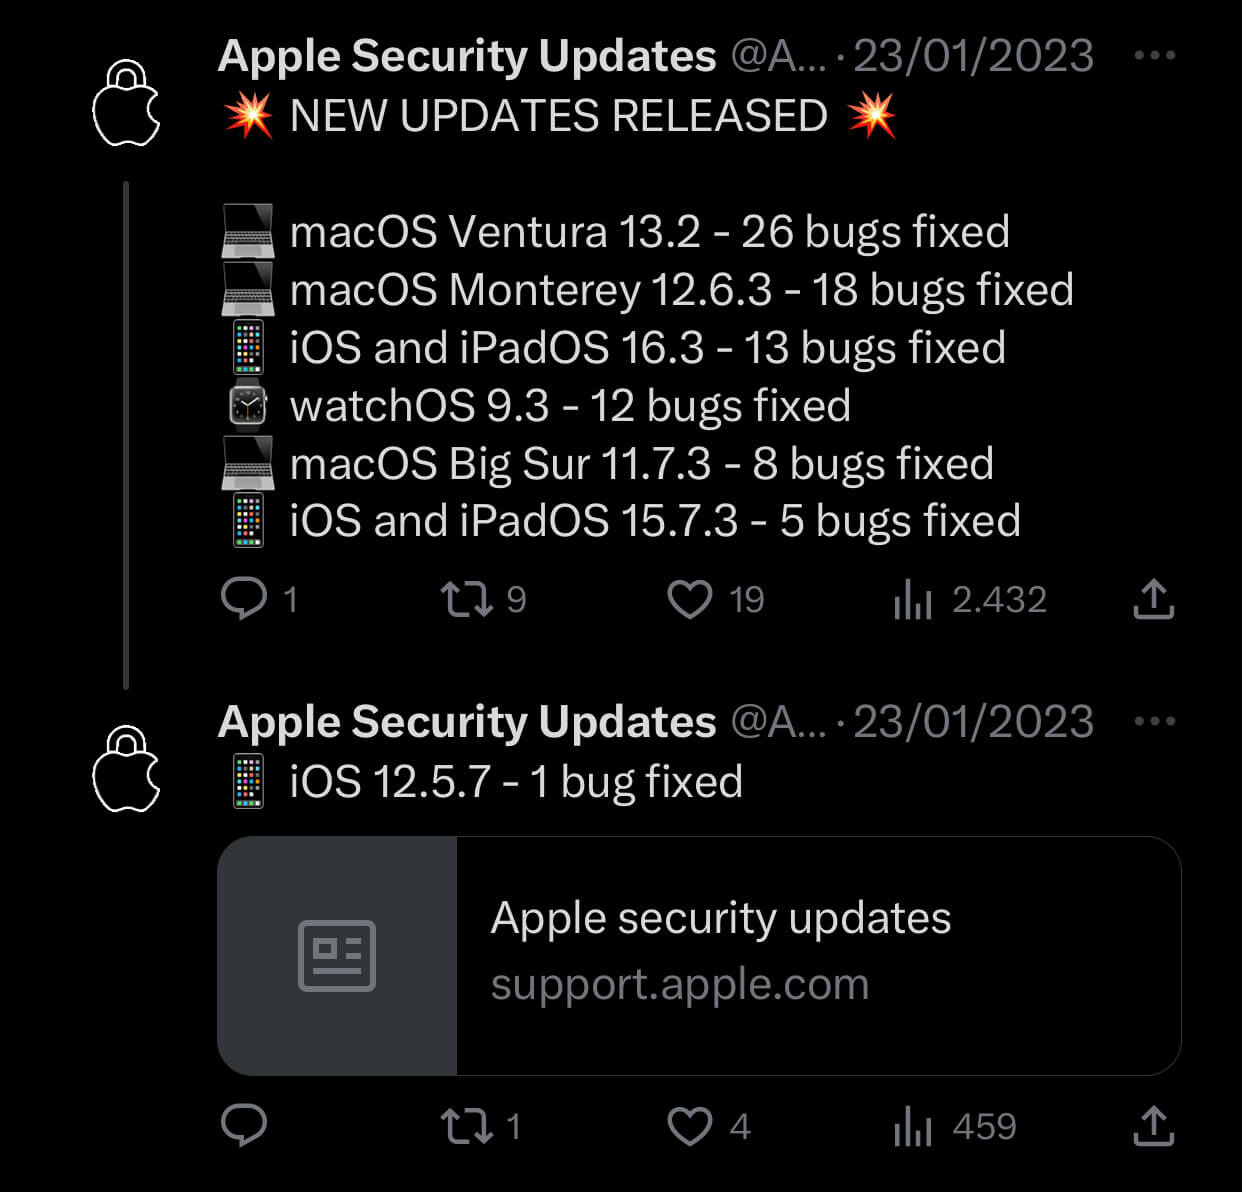 Apple Security Updates @A... · 23/01/2023
💥 NEW UPDATES RELEASED 💥
💻 macOS Ventura 13.2 - 26 bugs fixed
💻 macOS Monterey 12.6.3 - 18 bugs fixed
📱 iOS and iPadOS 16.3 - 13 bugs fixed
⌚ watchOS 9.3 - 12 bugs fixed
💻 macOS Big Sur 11.7.3 - 8 bugs fixed
📱 iOS and iPadOS 15.7.3 - 5 bugs fixed
1 9 19 2.432
Apple Security Updates @A... · 23/01/2023
📱 iOS 12.5.7 - 1 bug fixed
Apple security updates
support.apple.com
1 4 459